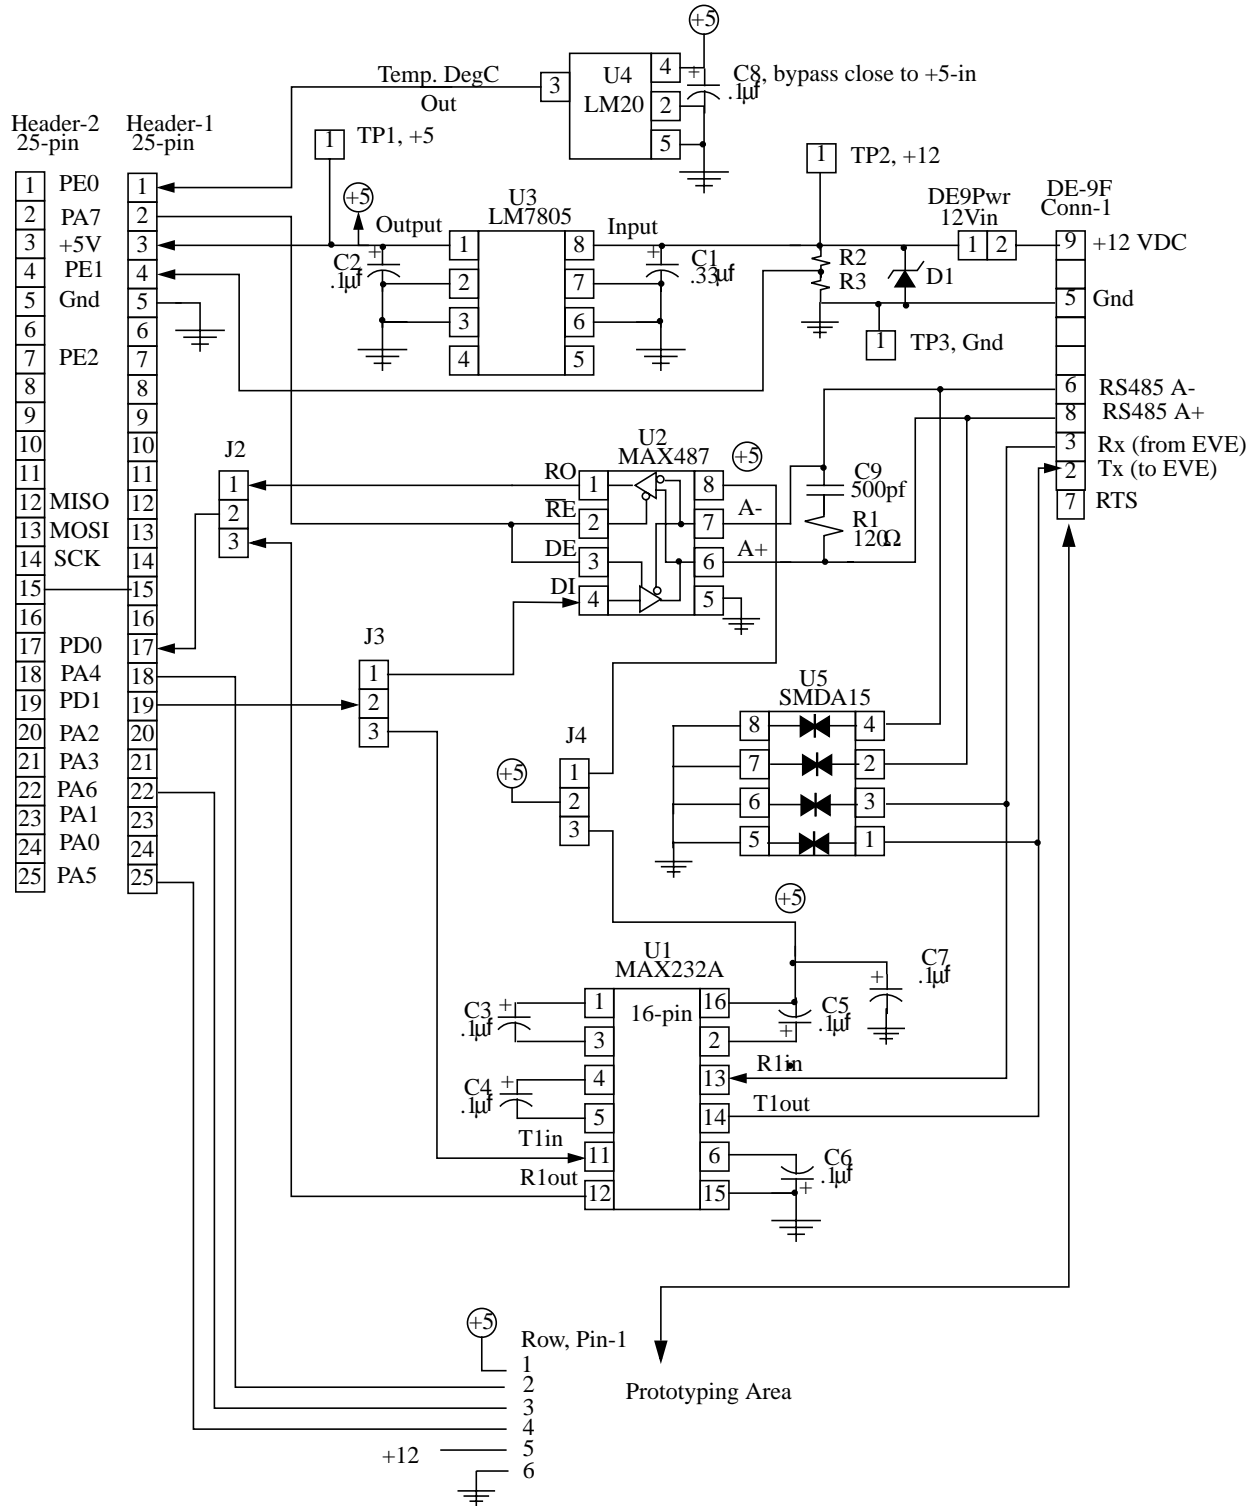 +5
Temp. DegC
Out
3
U4
LM20
4
2
5
+
C8, bypass close to +5-in
.1µf
Header-2
25-pin
Header-1
25-pin
1
TP1, +5
+5
Output
U3
LM7805
Input
1
TP2, +12
DE9Pwr
12Vin
1 2
DE-9F
Conn-1
1 PE0 1
2 PA7 2
3 +5V 3
4 PE1 4
5 Gnd 5
6 6
7 PE2 7
8 8
9 9
10 10
11 11
12 MISO 12
13 MOSI 13
14 SCK 14
15 15
16 16
17 PD0 17
18 PA4 18
19 PD1 19
20 PA2 20
21 PA3 21
22 PA6 22
23 PA1 23
24 PA0 24
25 PA5 25
+
C2
.1µf
1 8
2 7
3 6
4 5
+
C1
.33µf
R2
R3
D1
1
TP3, Gnd
9 +12 VDC
5 Gnd
6 RS485 A-
8 RS485 A+
3 Rx (from EVE)
2 Tx (to EVE)
7 RTS
J2
1
2
3
U2
MAX487
+5
RO 1 8
RE 2 7 A-
DE 3 6 A+
DI 4 5
C9
500pf
R1
120Ω
J3
1
2
3
U5
SMDA15
8 4
7 2
6 3
5 1
J4
+5
1
2
3
+5
U1
MAX232A
16-pin
+
C3
.1µf
1 16
3 2
+
C5
.1µf
+
C7
.1µf
+
C4
.1µf
4 13 R1in
5 14 T1out
T1in 11 6
R1out 12 15
C6
.1µf
+
+5
Row, Pin-1
1
2
3
4
+12 5
6
Prototyping Area